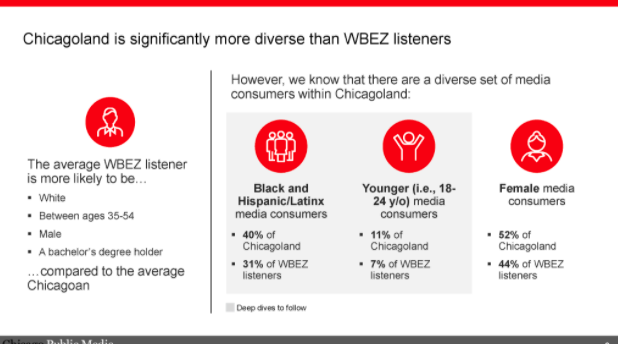 Chicagoland is significantly more diverse than WBEZ listeners
The average WBEZ listener
is more likely to be…
▪ White
▪ Between ages 35-54
▪ Male
▪ A bachelor's degree holder
…compared to the average
Chicagoan
However, we know that there are a diverse set of media
consumers within Chicagoland:
Black and
Hispanic/Latinx
media consumers
▪ 40% of
Chicagoland
▪ 31% of WBEZ
listeners
Younger (i.e., 18-
24 y/o) media
consumers
▪ 11% of
Chicagoland
▪ 7% of WBEZ
listeners
Female media
consumers
▪ 52% of
Chicagoland
▪ 44% of WBEZ
listeners
Deep dives to follow
Chicago Public Media